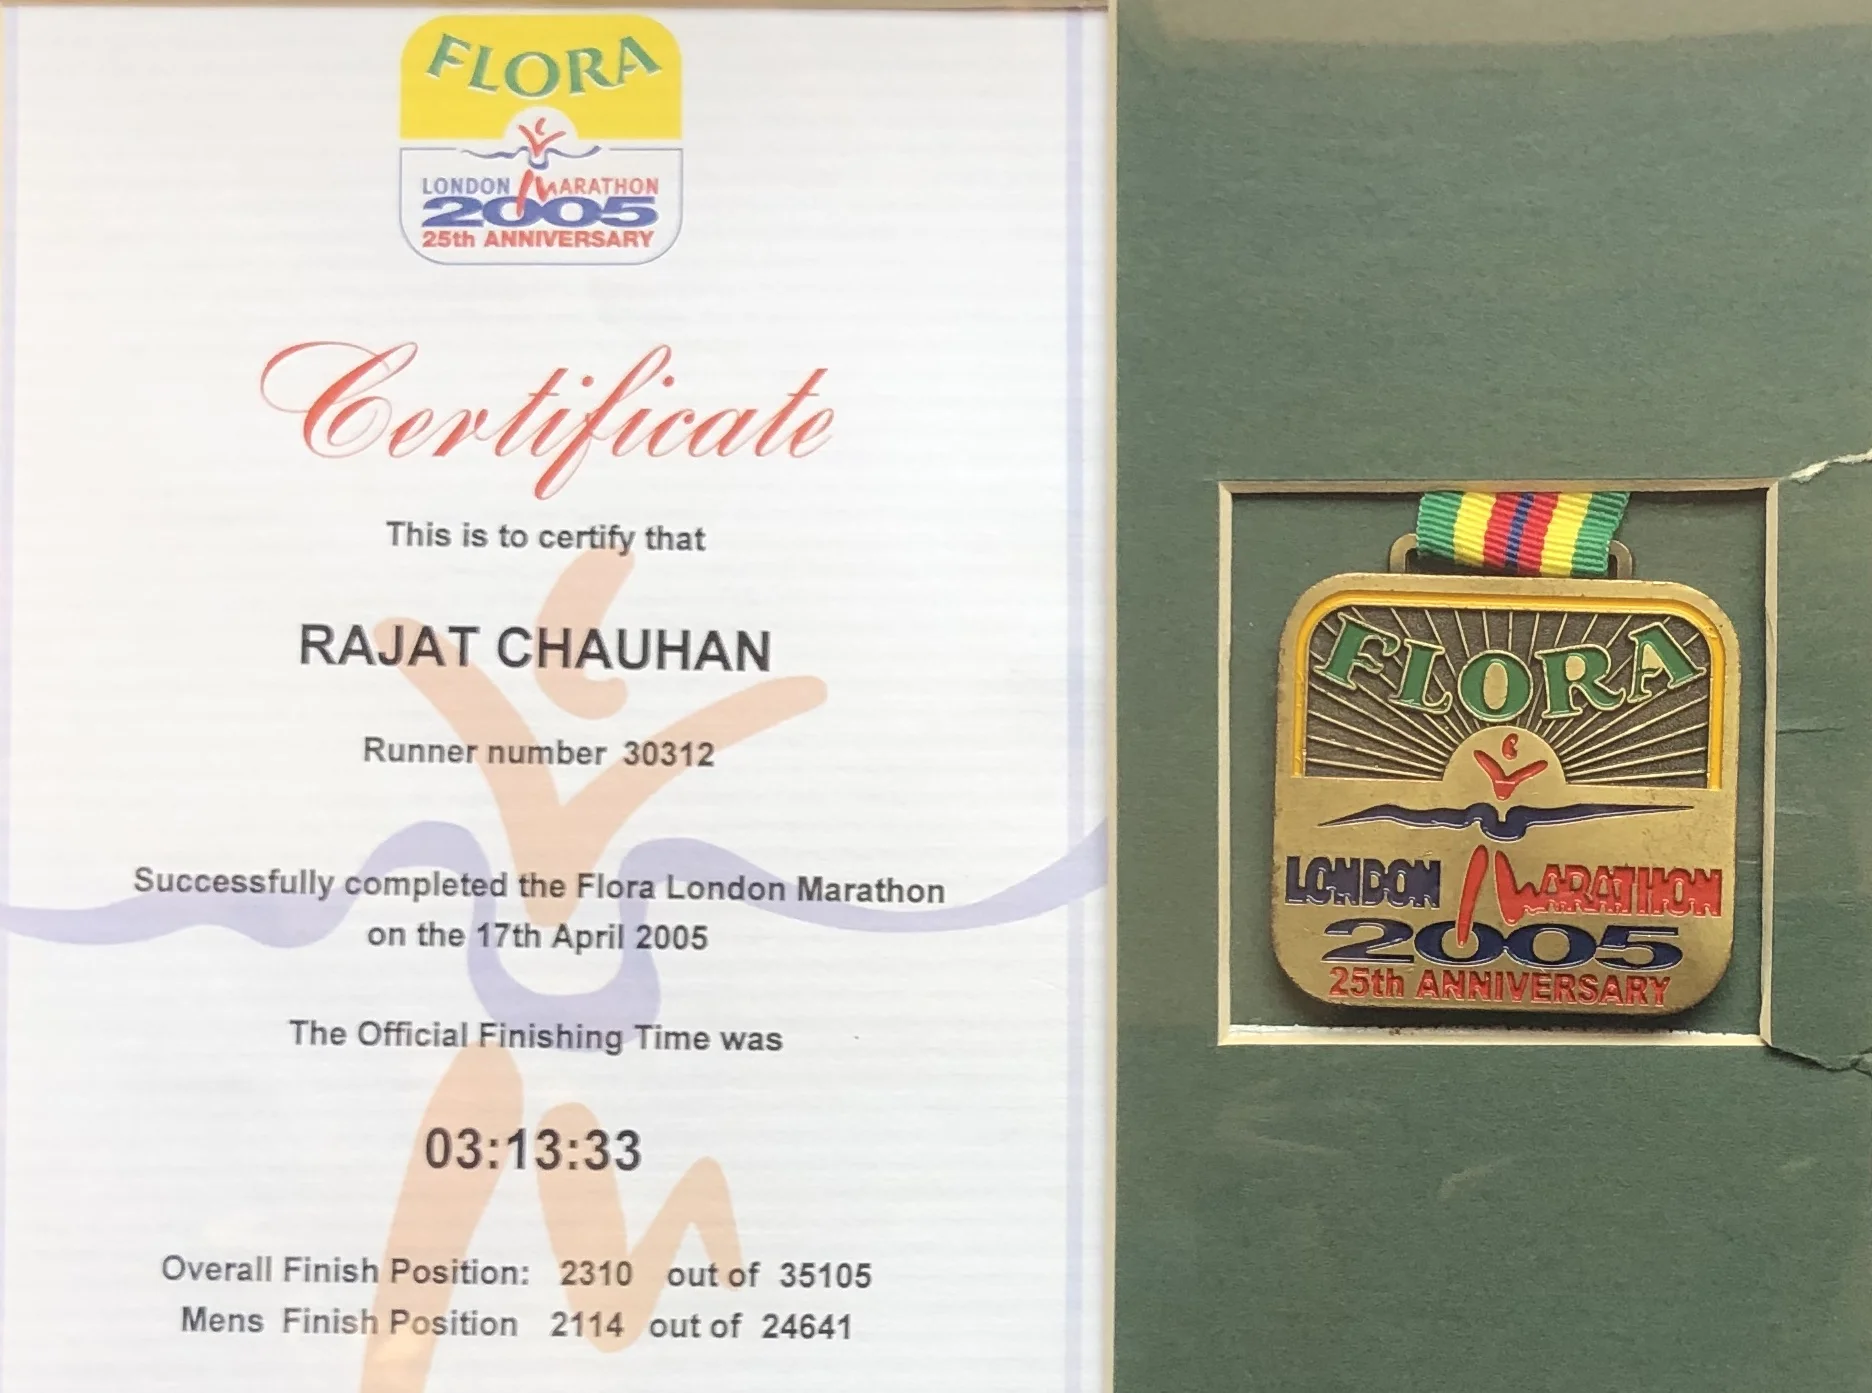 FLORA
LONDON MARATHON
2005
25th ANNIVERSARY
Certificate
This is to certify that
RAJAT CHAUHAN
Runner number 30312
Successfully completed the Flora London Marathon
on the 17th April 2005
The Official Finishing Time was
03:13:33
Overall Finish Position: 2310 out of 35105
Mens Finish Position 2114 out of 24641
FLORA
LONDON MARATHON
2005
25th ANNIVERSARY